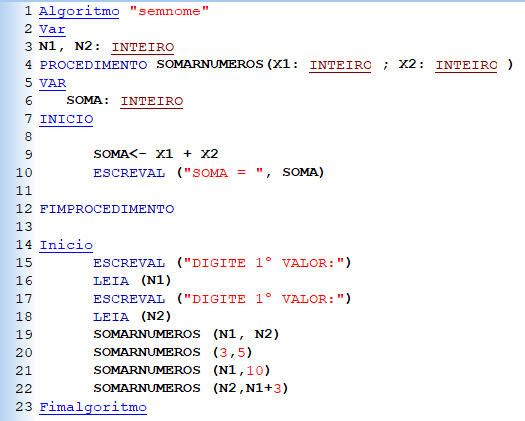 1 Algoritmo "semnome"
2 Var
3 N1, N2: INTEIRO
4 PROCEDIMENTO SOMARNUMEROS(X1: INTEIRO ; X2: INTEIRO )
5 VAR
6 SOMA: INTEIRO
7 INICIO
8
9 SOMA<- X1 + X2
10 ESCREVAL ("SOMA = ", SOMA)
11
12 FIMPROCEDIMENTO
13
14 Inicio
15 ESCREVAL ("DIGITE 1º VALOR:")
16 LEIA (N1)
17 ESCREVAL ("DIGITE 1º VALOR:")
18 LEIA (N2)
19 SOMARNUMEROS (N1, N2)
20 SOMARNUMEROS (3,5)
21 SOMARNUMEROS (N1,10)
22 SOMARNUMEROS (N2,N1+3)
23 Fimalgoritmo